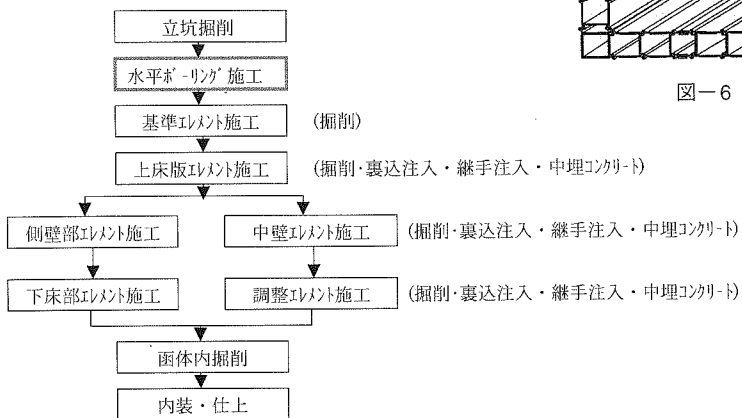 立坑掘削
水平ボーリング施工
図－6
基準エレメント施工 (掘削)
上床版エレメント施工 (掘削・裏込注入・継手注入・中埋コンクリート)
側壁部エレメント施工 中壁エレメント施工 (掘削・裏込注入・継手注入・中埋コンクリート)
下床部エレメント施工 調整エレメント施工 (掘削・裏込注入・継手注入・中埋コンクリート)
函体内掘削
内装・仕上